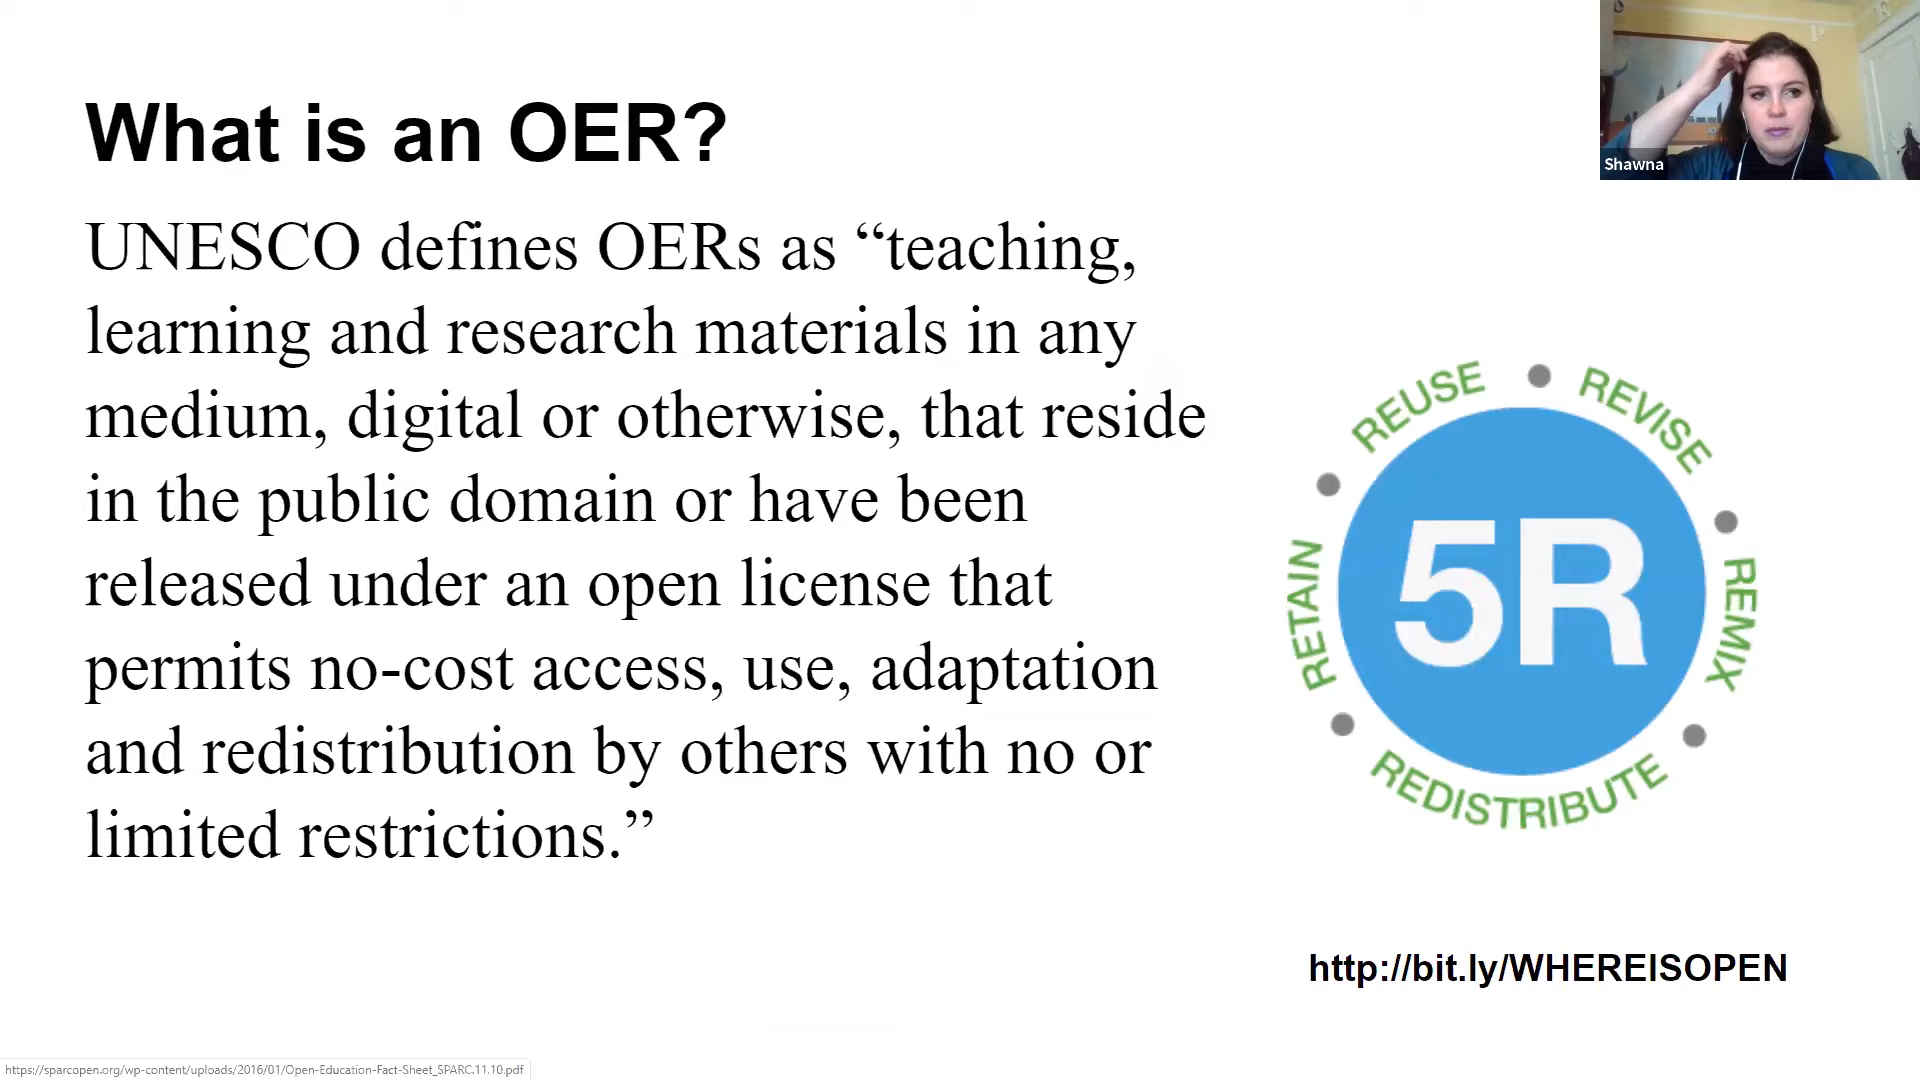 What is an OER?
UNESCO defines OERs as “teaching,
learning and research materials in any
medium, digital or otherwise, that reside
in the public domain or have been
released under an open license that
permits no-cost access, use, adaptation
and redistribution by others with no or
limited restrictions.”
Shawna
REUSE
REVISE
REMIX
REDISTRIBUTE
RETAIN
5R
http://bit.ly/WHEREISOPEN
https://sparcopen.org/wp-content/uploads/2016/01/Open-Education-Fact-Sheet_SPARC.11.10.pdf